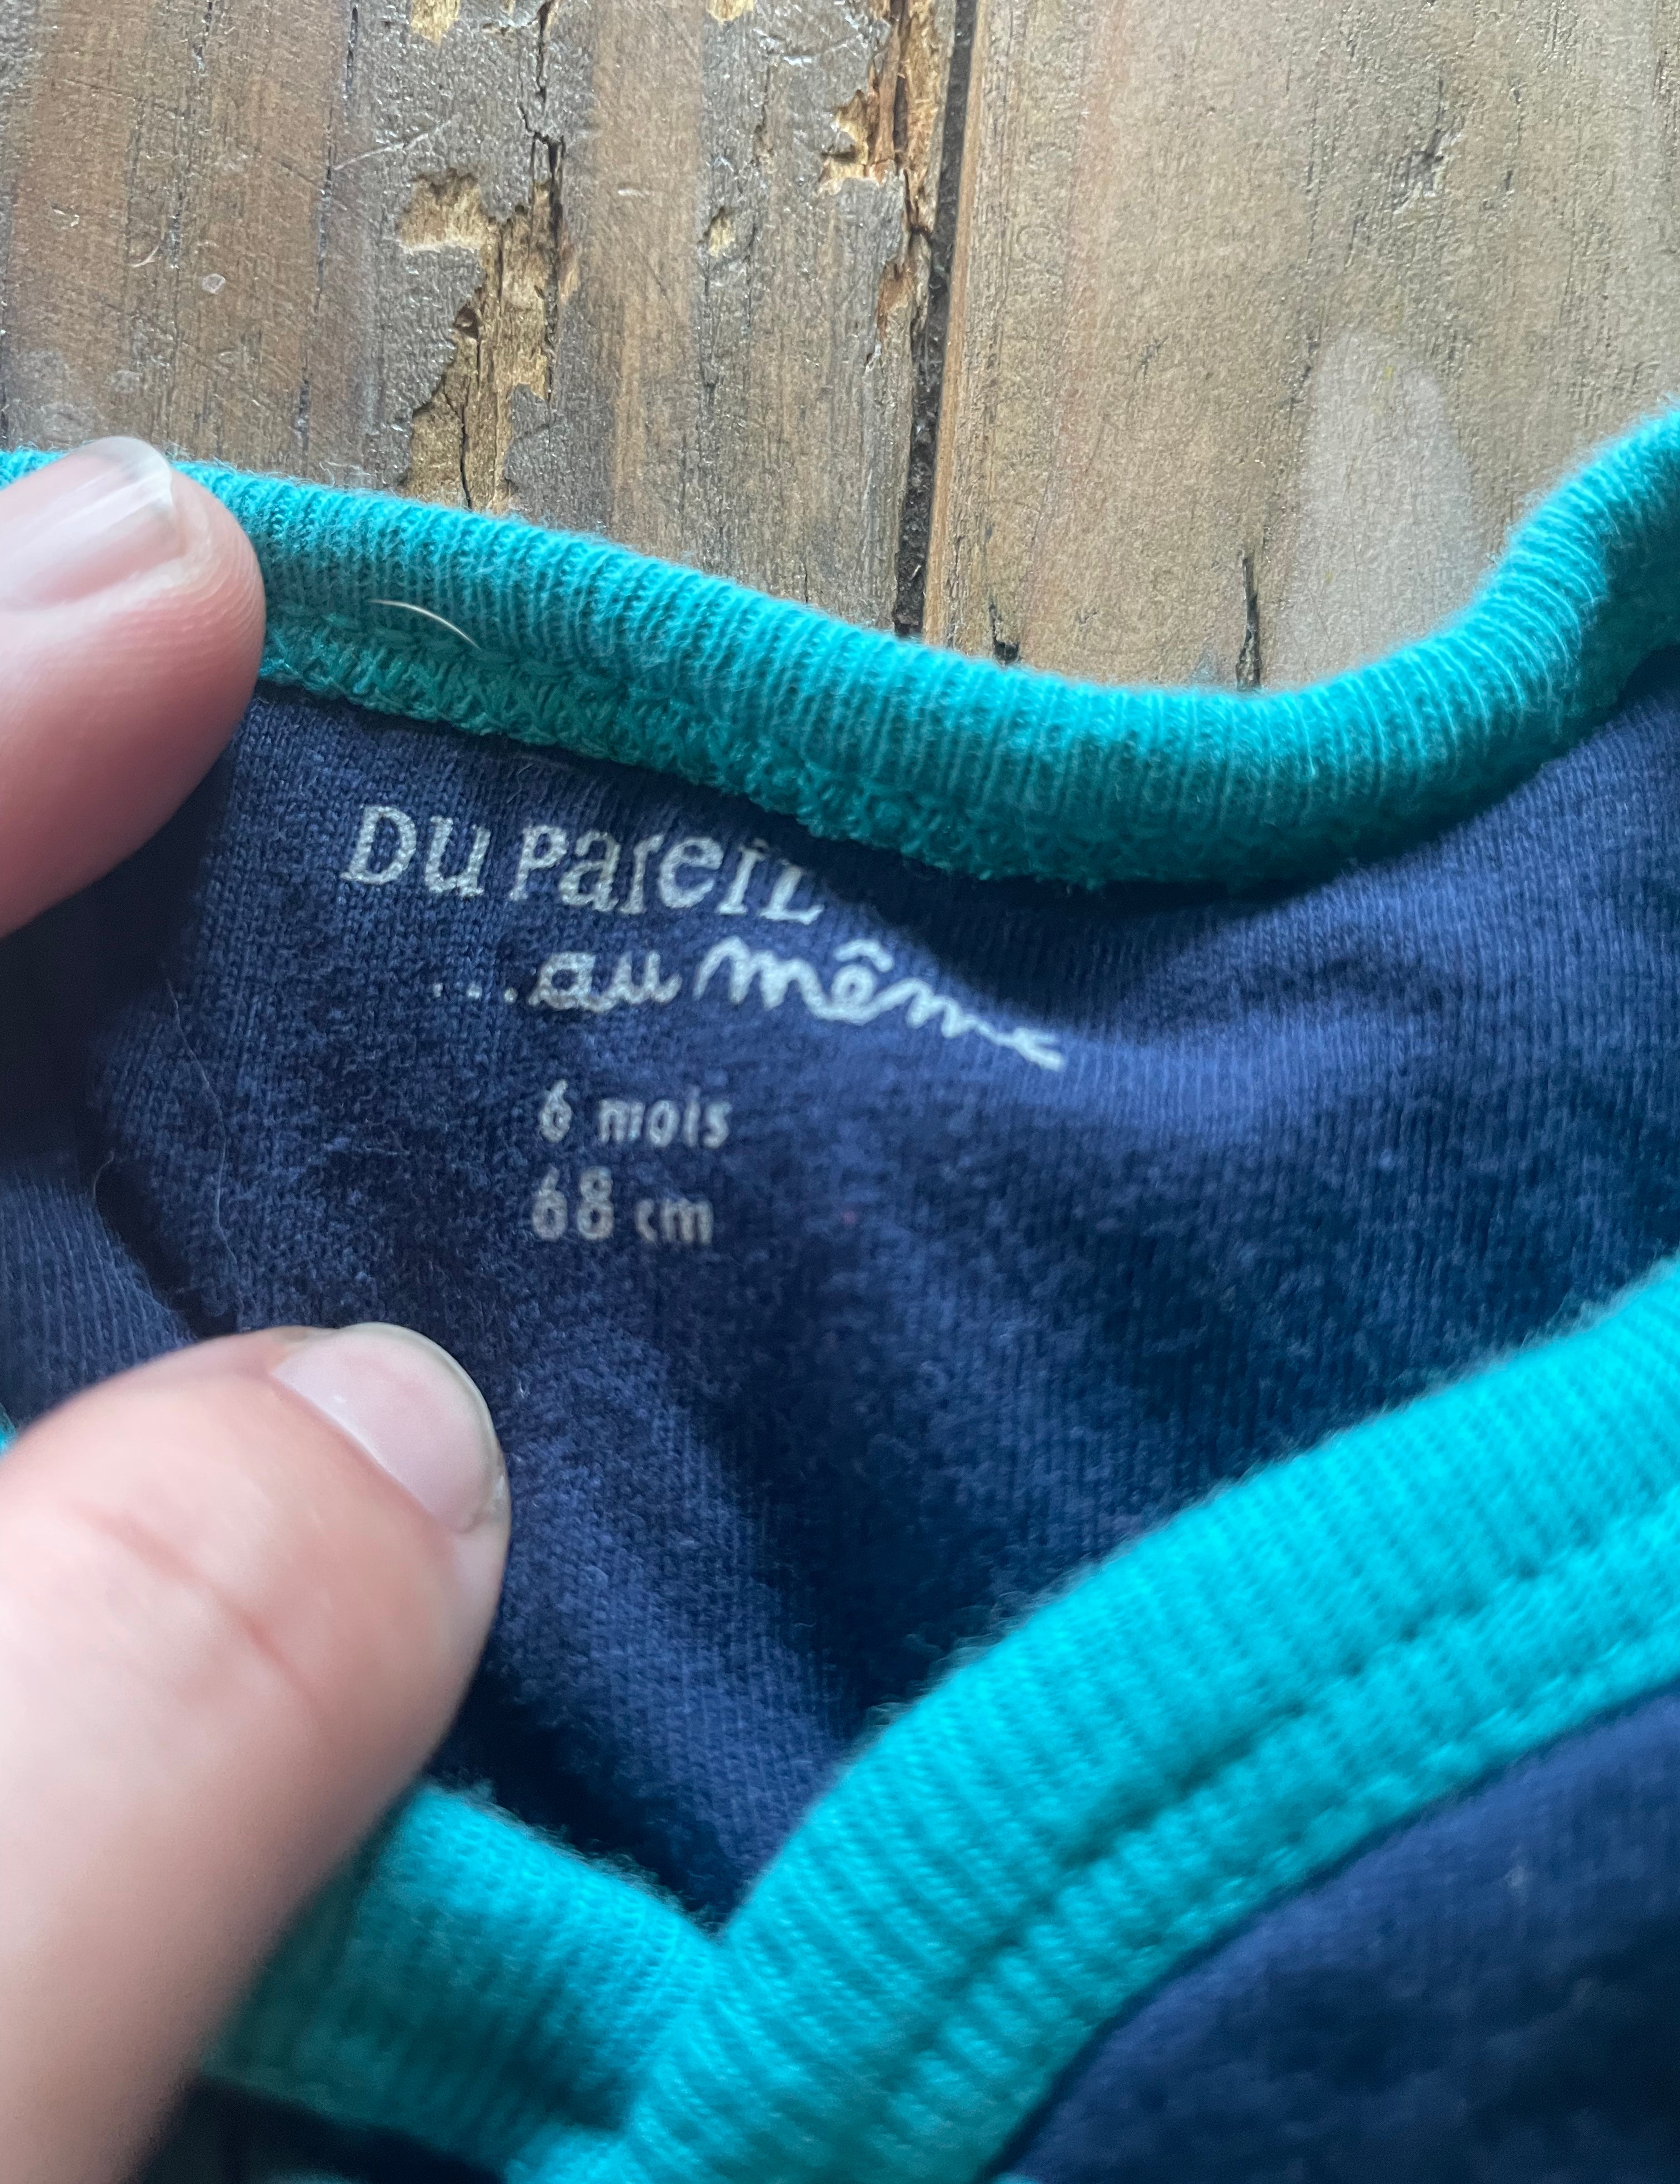 DU PaReIL
...au même
6 mois
68 cm